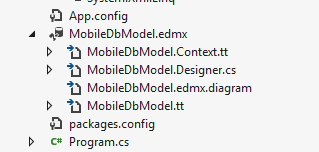 App.config
MobileDbModel.edmx
MobileDbModel.Context.tt
MobileDbModel.Designer.cs
MobileDbModel.edmx.diagram
MobileDbModel.tt
packages.config
C# Program.cs